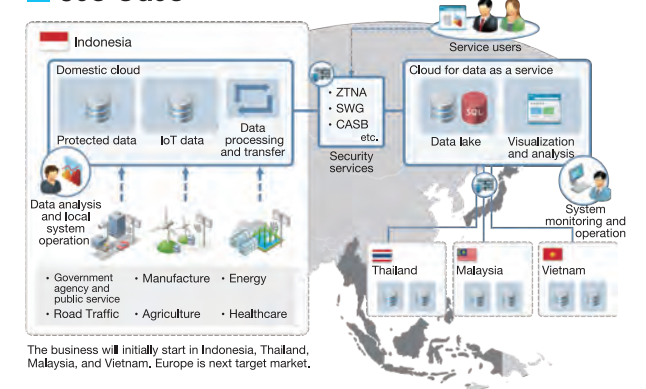 Indonesia
Service users
Domestic cloud
Protected data
IoT data
Data
processing
and transfer
• ZTNA
• SWG
• CASB
etc.
Security
services
Cloud for data as a service
SQL
Data lake
Visualization
and analysis
Data analysis
and local
system
operation
System
monitoring and
operation
• Government
agency and
public service
• Manufacture
• Energy
• Road Traffic
• Agriculture
• Healthcare
Thailand
Malaysia
Vietnam
The business will initially start in Indonesia, Thailand,
Malaysia, and Vietnam. Europe is next target market.